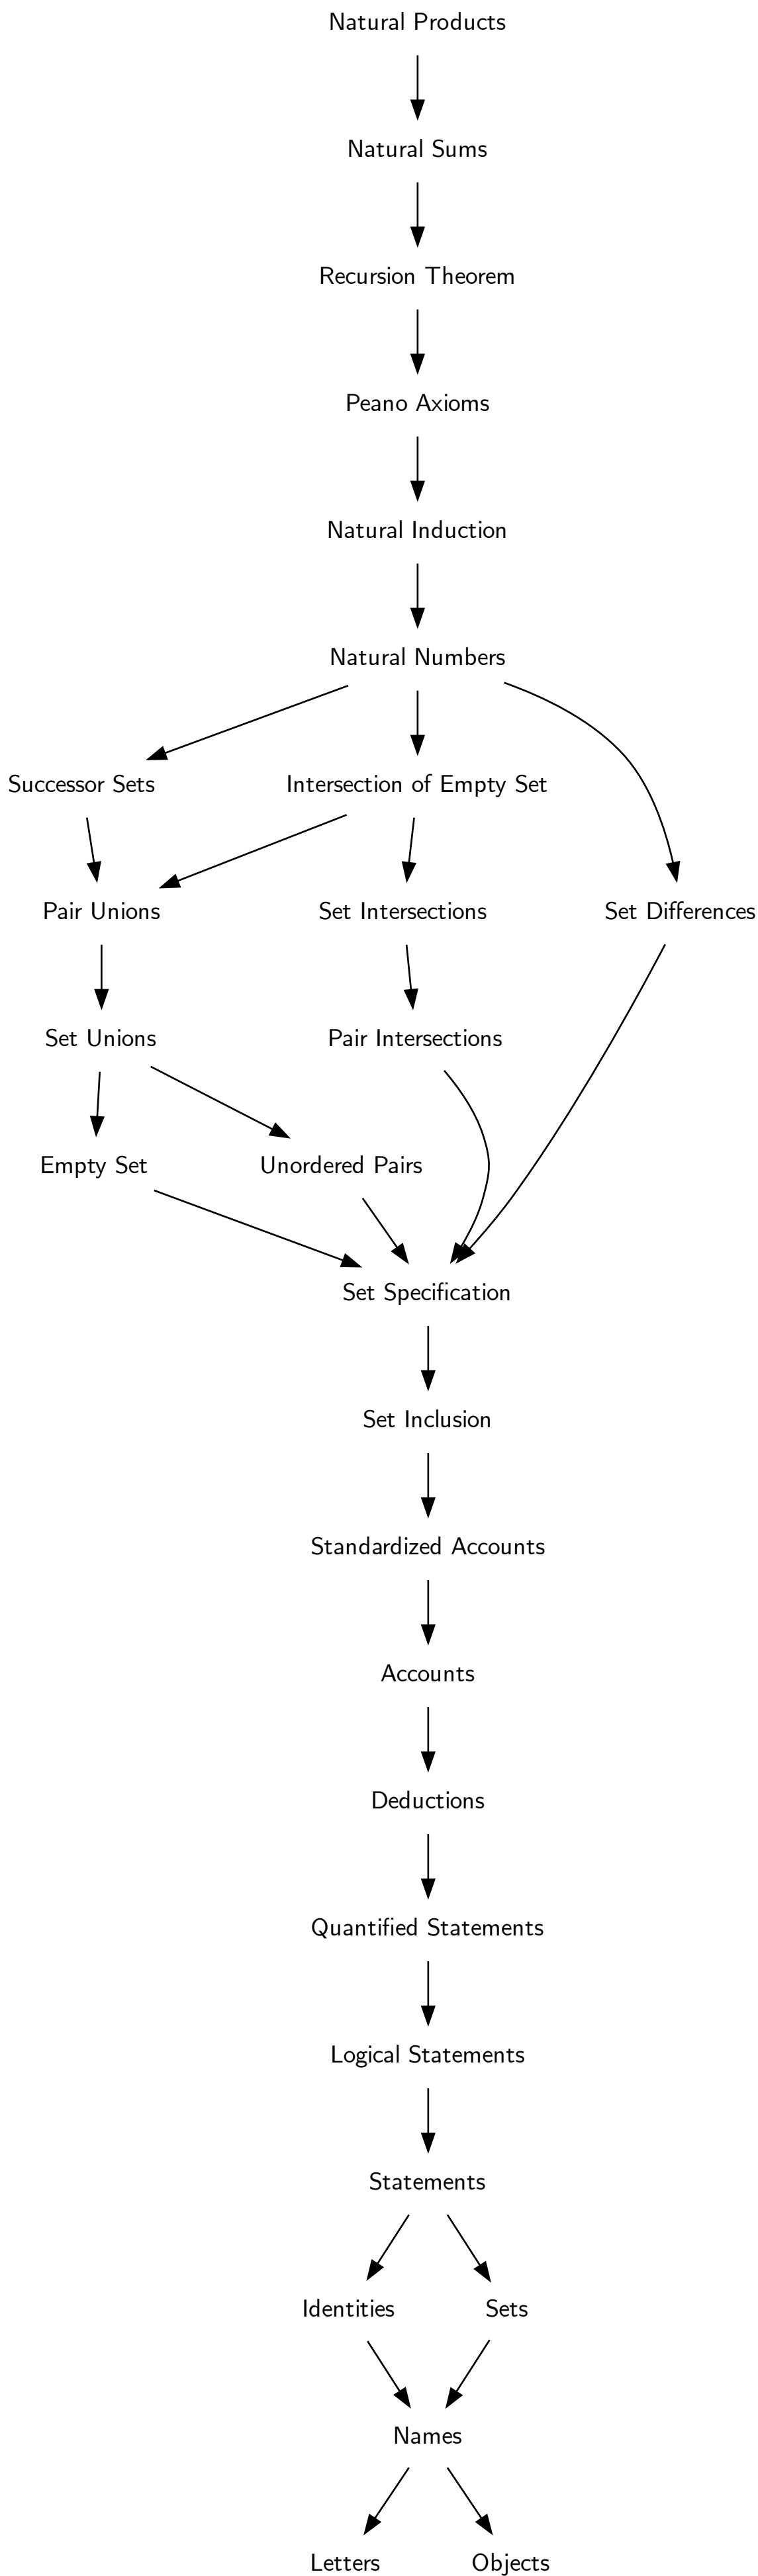 Natural Products
Natural Sums
Recursion Theorem
Peano Axioms
Natural Induction
Natural Numbers
Successor Sets
Intersection of Empty Set
Pair Unions
Set Intersections
Set Differences
Set Unions
Pair Intersections
Empty Set
Unordered Pairs
Set Specification
Set Inclusion
Standardized Accounts
Accounts
Deductions
Quantified Statements
Logical Statements
Statements
Identities
Sets
Names
Letters
Objects